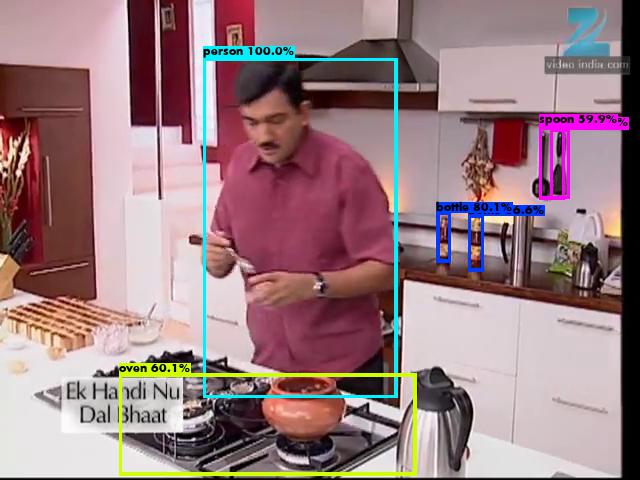 person 100.0%
video india.com
spoon 59.9%
%
bottle 80.1%
6.6%
oven 60.1%
Ek Handi Nu
Dal Bhaat